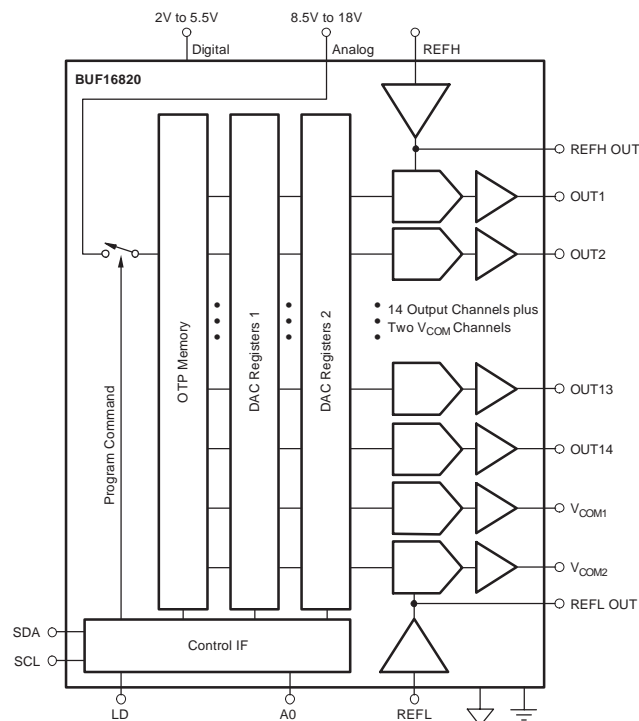 2V to 5.5V
8.5V to 18V
Digital
Analog
REFH
BUF16820
REFH OUT
OUT1
OUT2
14 Output Channels plus
Two VCOM Channels
OTP Memory
DAC Registers 1
DAC Registers 2
Program Command
OUT13
OUT14
VCOM1
VCOM2
REFL OUT
SDA
SCL
Control IF
LD
A0
REFL